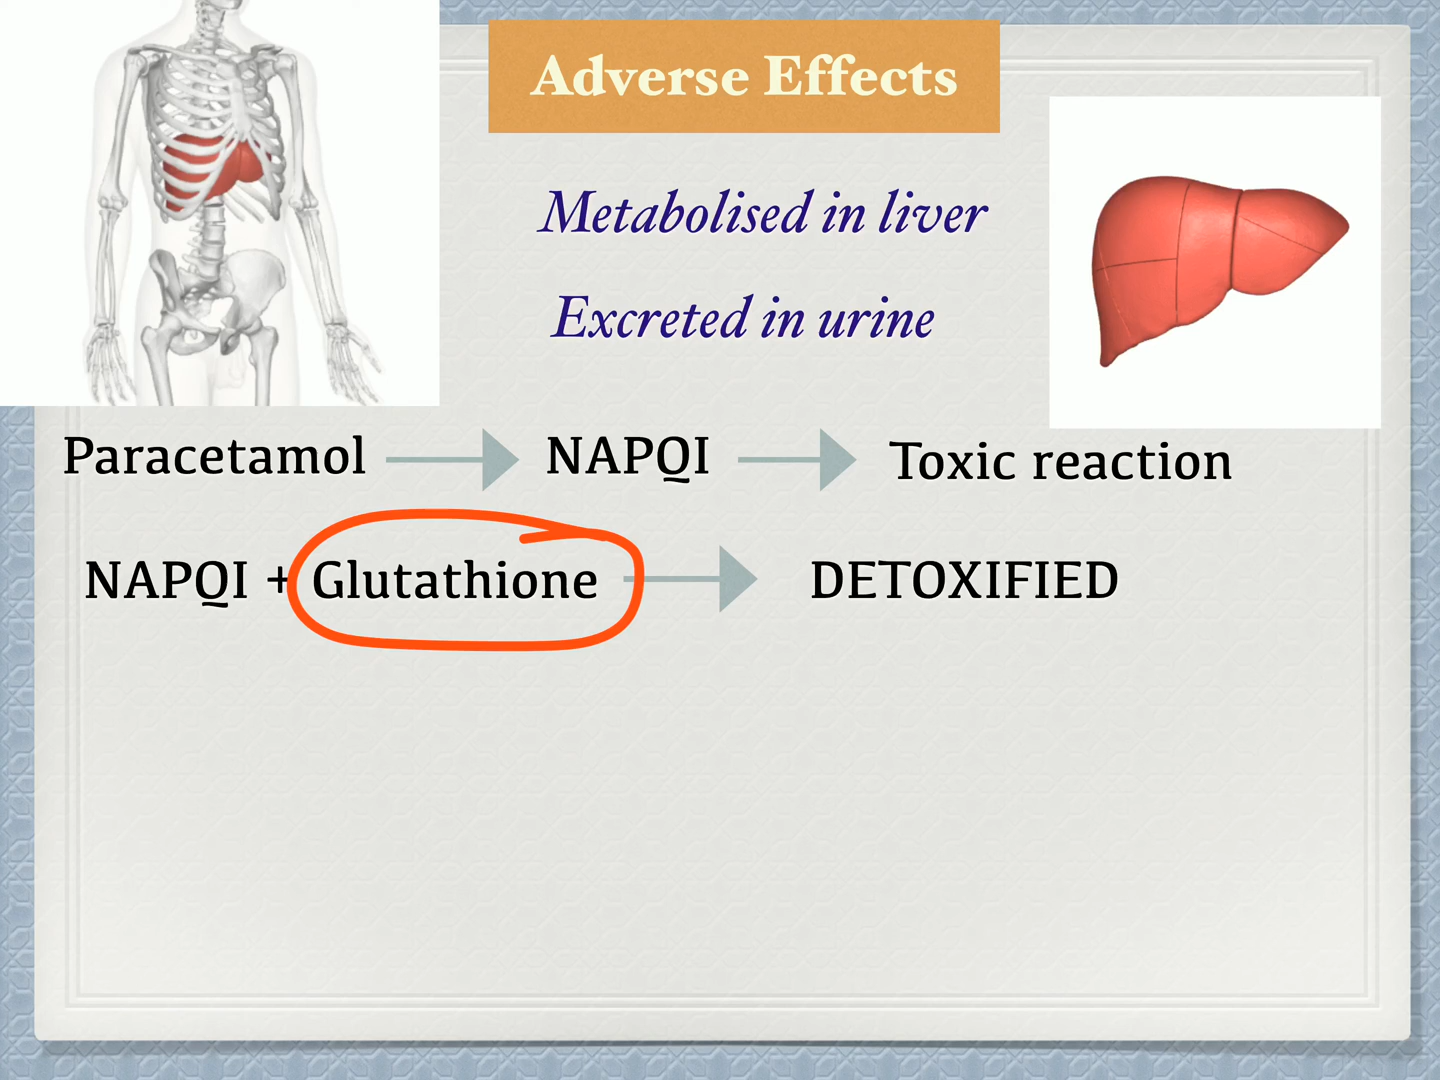 Adverse Effects
Metabolised in liver
Excreted in urine
Paracetamol NAPQI Toxic reaction
NAPQI + Glutathione DETOXIFIED